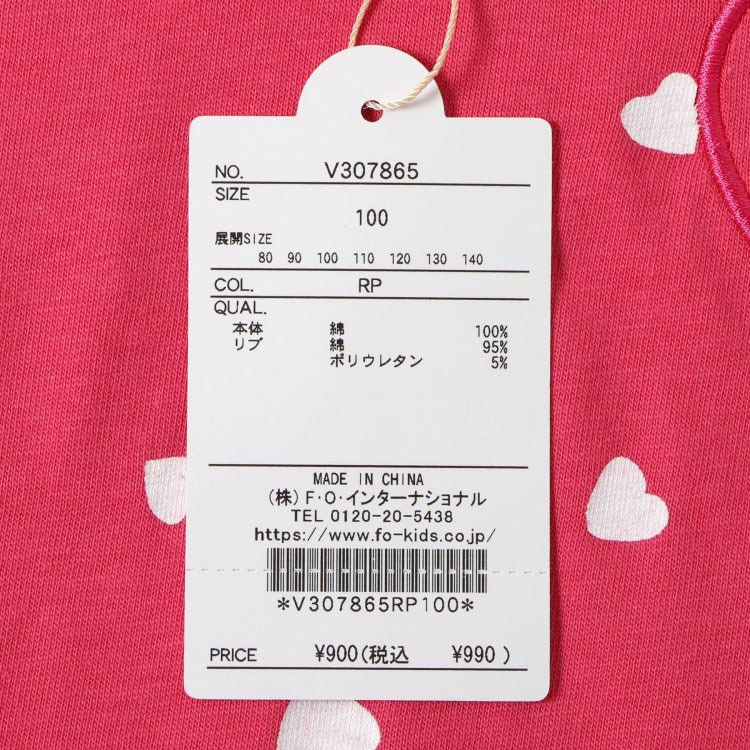 NO. V307865
SIZE
100
展開SIZE
80 90 100 110 120 130 140
COL. RP
QUAL.
本体 綿 100%
リブ 綿 95%
ポリウレタン 5%
MADE IN CHINA
(株)F・O・インターナショナル
TEL 0120-20-5438
https://www.fo-kids.co.jp/
*V307865RP100*
PRICE ¥900(税込 ¥990)